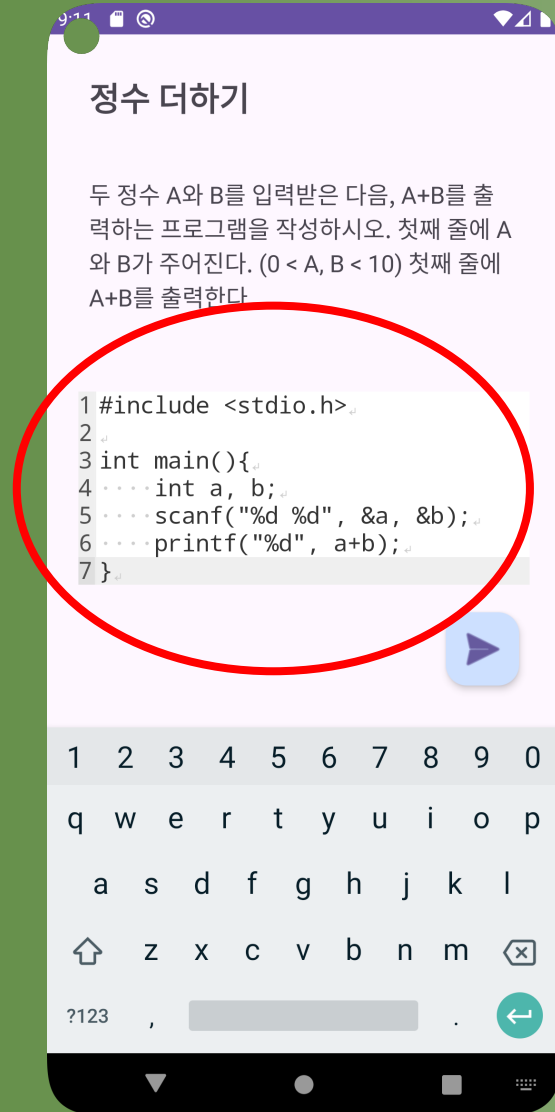 9:11
정수 더하기
두 정수 A와 B를 입력받은 다음, A+B를 출
력하는 프로그램을 작성하시오. 첫째 줄에 A
와 B가 주어진다. (0 < A, B < 10) 첫째 줄에
A+B를 출력한다
1 #include <stdio.h>
2
3 int main(){
4 ····int a, b;
5 ····scanf("%d %d", &a, &b);
6 ····printf("%d", a+b);
7 }
1 2 3 4 5 6 7 8 9 0
q w e r t y u i o p
a s d f g h j k l
z x c v b n m
?123 , .